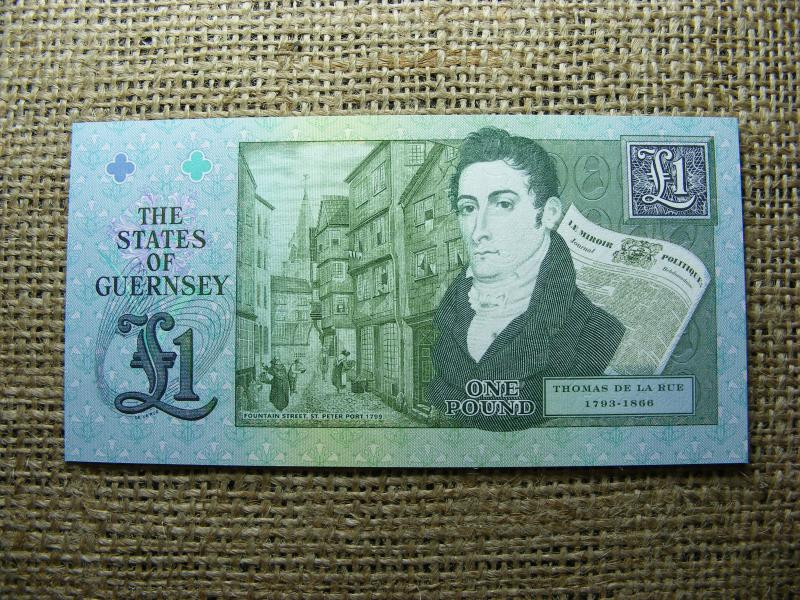 THE
STATES
OF
GUERNSEY
£1
FOUNTAIN STREET, ST. PETER PORT 1799
£1
LE MIROIR
POLITIQUE
Journal
ONE
POUND
THOMAS DE LA RUE
1793-1866